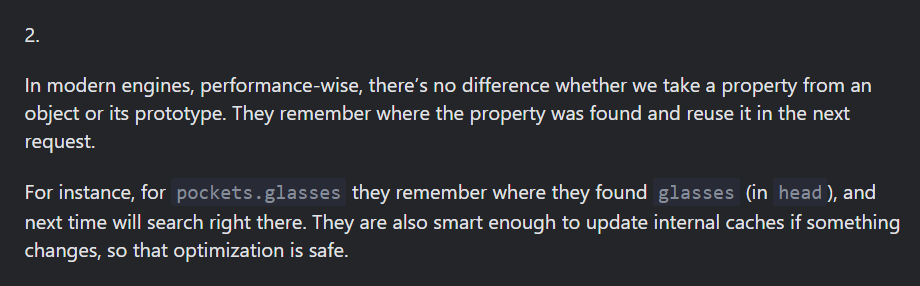 2.
In modern engines, performance-wise, there’s no difference whether we take a property from an
object or its prototype. They remember where the property was found and reuse it in the next
request.
For instance, for pockets.glasses they remember where they found glasses (in head), and
next time will search right there. They are also smart enough to update internal caches if something
changes, so that optimization is safe.